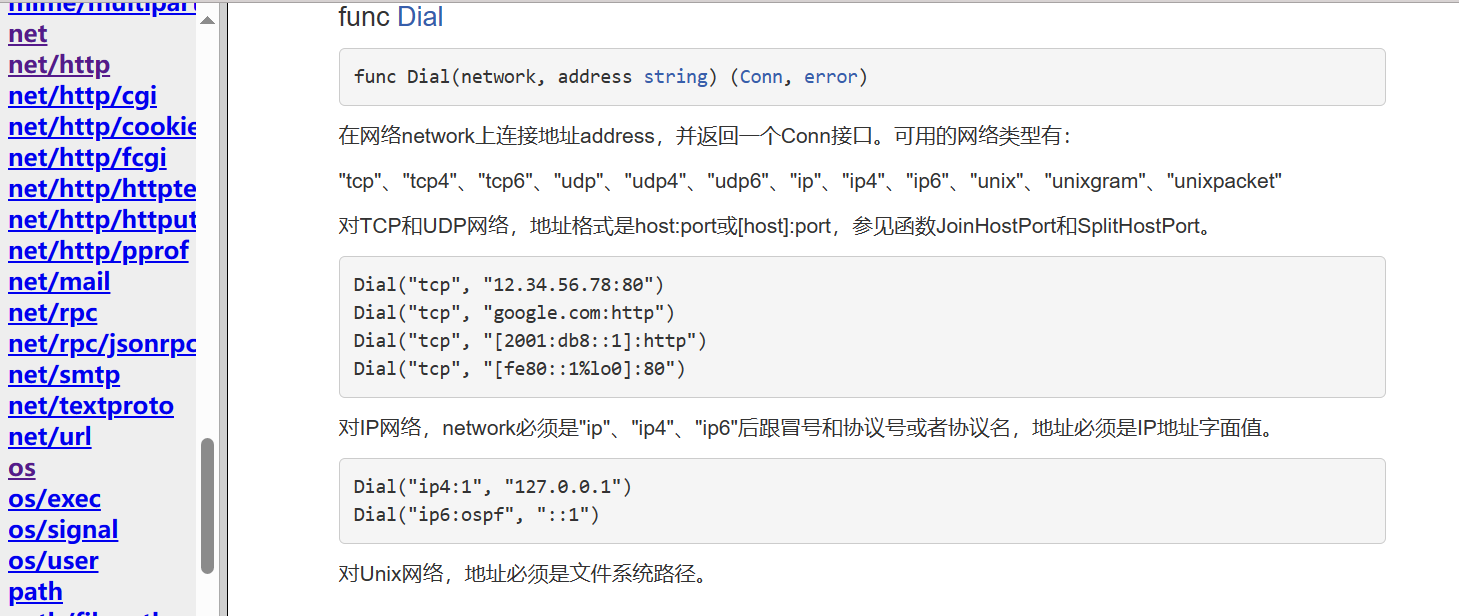 mime/multipart
net
net/http
net/http/cgi
net/http/cookie
net/http/fcgi
net/http/httpte
net/http/httput
net/http/pprof
net/mail
net/rpc
net/rpc/jsonrpc
net/smtp
net/textproto
net/url
os
os/exec
os/signal
os/user
path
func Dial
func Dial(network, address string) (Conn, error)
在网络network上连接地址address，并返回一个Conn接口。可用的网络类型有：
"tcp"、"tcp4"、"tcp6"、"udp"、"udp4"、"udp6"、"ip"、"ip4"、"ip6"、"unix"、"unixgram"、"unixpacket"
对TCP和UDP网络，地址格式是host:port或[host]:port，参见函数JoinHostPort和SplitHostPort。
Dial("tcp", "12.34.56.78:80")
Dial("tcp", "google.com:http")
Dial("tcp", "[2001:db8::1]:http")
Dial("tcp", "[fe80::1%lo0]:80")
对IP网络，network必须是"ip"、"ip4"、"ip6"后跟冒号和协议号或者协议名，地址必须是IP地址字面值。
Dial("ip4:1", "127.0.0.1")
Dial("ip6:ospf", "::1")
对Unix网络，地址必须是文件系统路径。